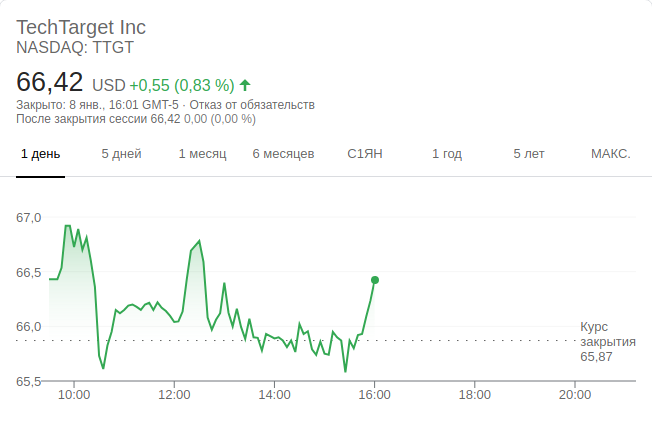 TechTarget Inc
NASDAQ: TTGT
66,42 USD +0,55 (0,83 %)
Закрыто: 8 янв., 16:01 GMT-5 · Отказ от обязательств
После закрытия сессии 66,42 0,00 (0,00 %)
1 день 5 дней 1 месяц 6 месяцев С1ЯН 1 год 5 лет МАКС.
67,0
66,5
66,0
Курс
закрытия
65,87
65,5
10:00 12:00 14:00 16:00 18:00 20:00